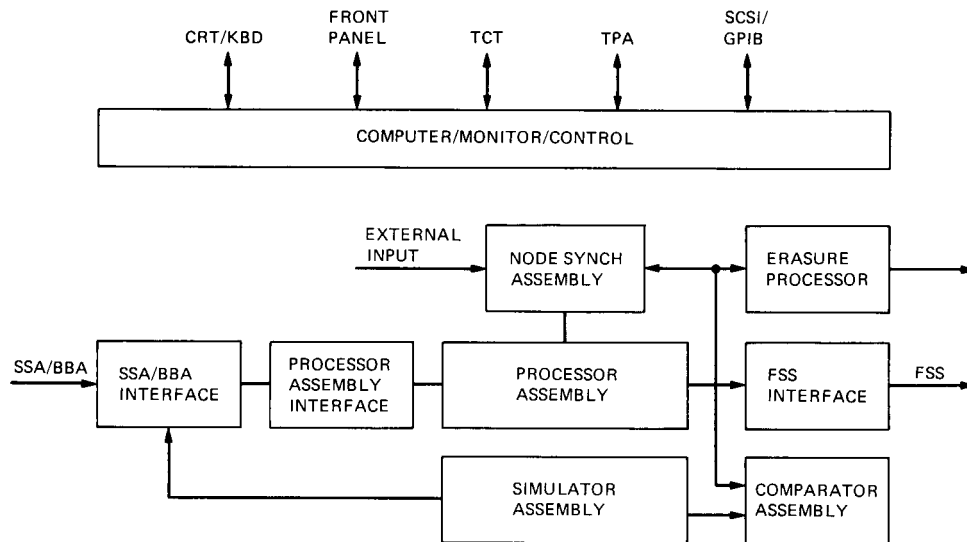 CRT/KBD
FRONT
PANEL
TCT
TPA
SCSI/
GPIB
COMPUTER/MONITOR/CONTROL
EXTERNAL
INPUT
NODE SYNCH
ASSEMBLY
ERASURE
PROCESSOR
SSA/BBA
SSA/BBA
INTERFACE
PROCESSOR
ASSEMBLY
INTERFACE
PROCESSOR
ASSEMBLY
FSS
INTERFACE
FSS
SIMULATOR
ASSEMBLY
COMPARATOR
ASSEMBLY